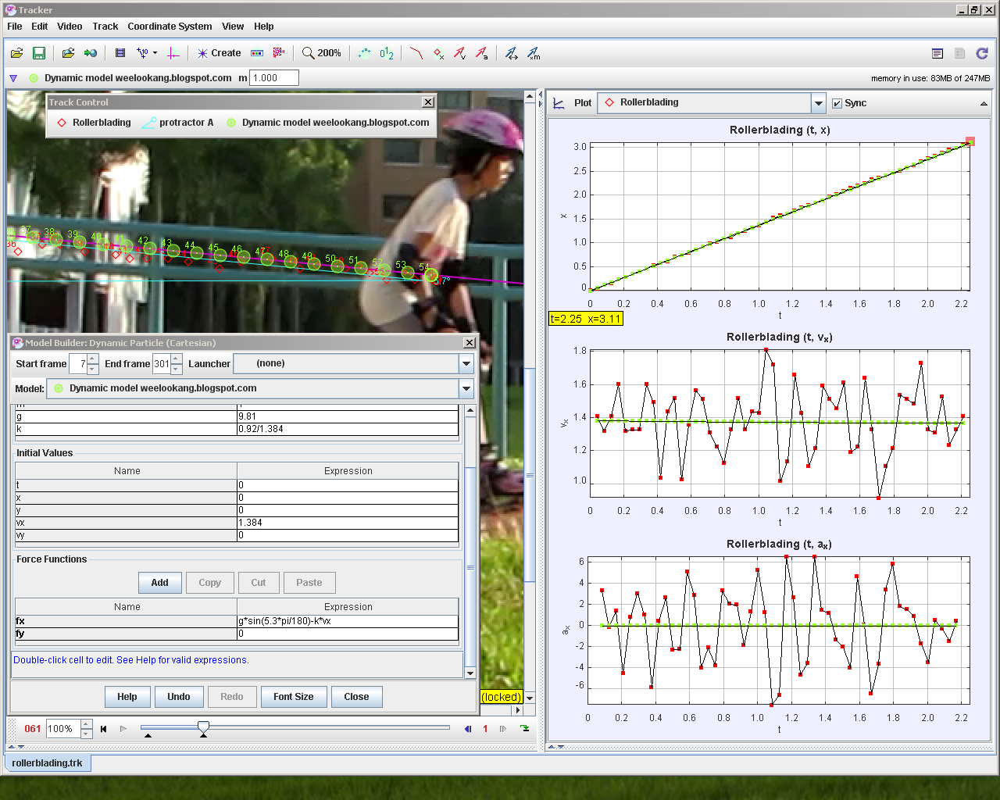 Tracker
File Edit Video Track Coordinate System View Help
Create 200%
Dynamic model weelookang.blogspot.com m 1.000 memory in use: 83MB of 247MB
Track Control
Rollerblading protractor A Dynamic model weelookang.blogspot.com
37 38 39 40 41 42 43 44 45 46 47 48 49 50 51 52 53 54
36
5.7°
Model Builder: Dynamic Particle (Cartesian)
Start frame 7 End frame 301 Launcher (none)
Model: Dynamic model weelookang.blogspot.com
g 9.81
k 0.92/1.384
Initial Values
Name Expression
t 0
x 0
y 0
vx 1.384
vy 0
Force Functions
Add Copy Cut Paste
Name Expression
fx g*sin(5.3*pi/180)-k*vx
fy 0
Double-click cell to edit. See Help for valid expressions.
Help Undo Redo Font Size Close
(locked)
061 100% 1
rollerblading.trk
Plot Rollerblading Sync
Rollerblading (t, x)
3.0
2.5
2.0
1.5
1.0
0.5
0
x
0 0.2 0.4 0.6 0.8 1.0 1.2 1.4 1.6 1.8 2.0 2.2
t
t=2.25 x=3.11
Rollerblading (t, vx)
1.8
1.6
1.4
1.2
1.0
vx
0 0.2 0.4 0.6 0.8 1.0 1.2 1.4 1.6 1.8 2.0 2.2
t
Rollerblading (t, ax)
6
4
2
0
-2
-4
-6
ax
0 0.2 0.4 0.6 0.8 1.0 1.2 1.4 1.6 1.8 2.0 2.2
t